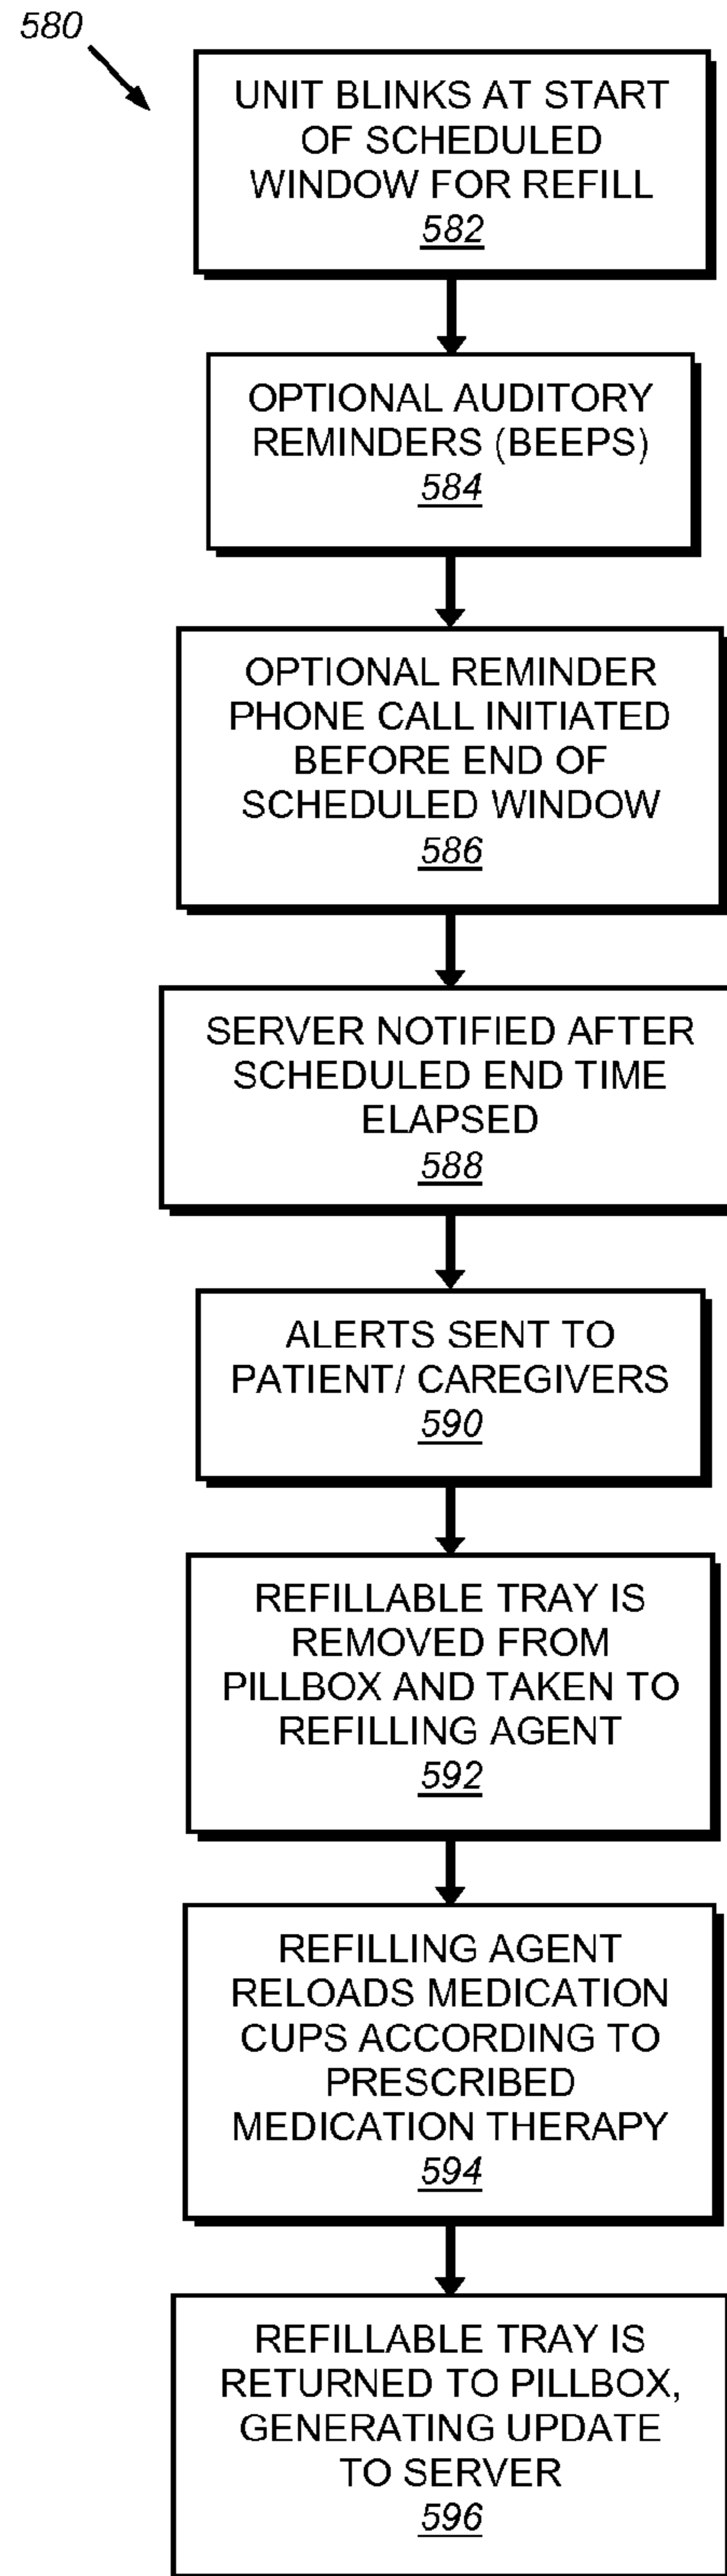 580
UNIT BLINKS AT START
OF SCHEDULED
WINDOW FOR REFILL
582
OPTIONAL AUDITORY
REMINDERS (BEEPS)
584
OPTIONAL REMINDER
PHONE CALL INITIATED
BEFORE END OF
SCHEDULED WINDOW
586
SERVER NOTIFIED AFTER
SCHEDULED END TIME
ELAPSED
588
ALERTS SENT TO
PATIENT/ CAREGIVERS
590
REFILLABLE TRAY IS
REMOVED FROM
PILLBOX AND TAKEN TO
REFILLING AGENT
592
REFILLING AGENT
RELOADS MEDICATION
CUPS ACCORDING TO
PRESCRIBED
MEDICATION THERAPY
594
REFILLABLE TRAY IS
RETURNED TO PILLBOX,
GENERATING UPDATE
TO SERVER
596